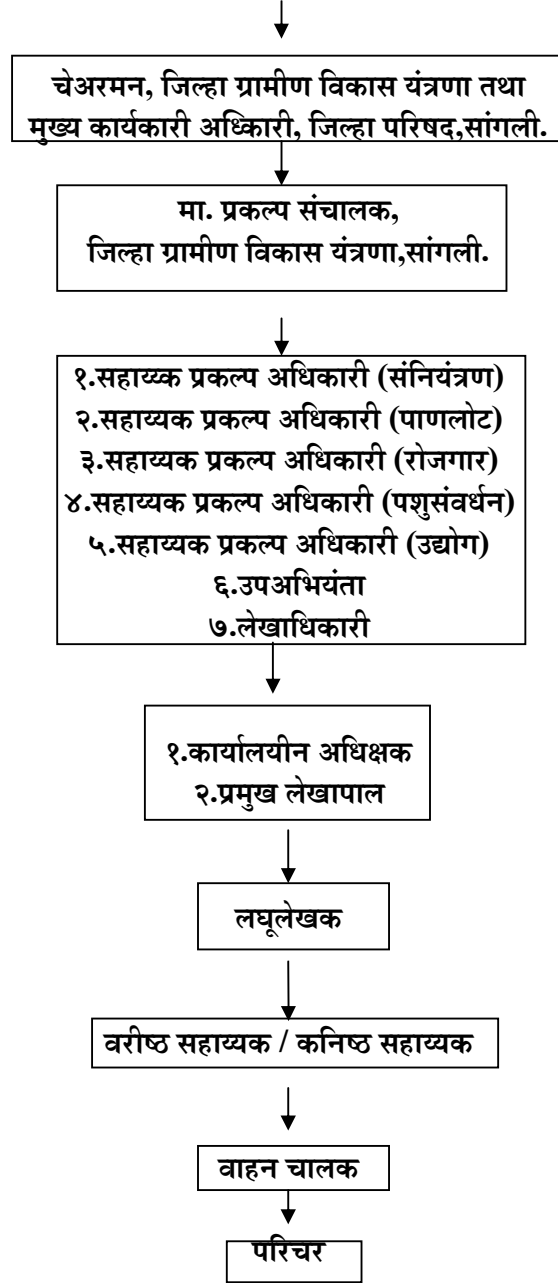 चेअरमन, जिल्हा ग्रामीण विकास यंत्रणा तथा
मुख्य कार्यकारी अध्किारी, जिल्हा परिषद,सांगली.
मा. प्रकल्प संचालक,
जिल्हा ग्रामीण विकास यंत्रणा,सांगली.
१.सहाय्य्क प्रकल्प अधिकारी (संनियंत्रण)
२.सहाय्यक प्रकल्प अधिकारी (पाणलोट)
३.सहाय्यक प्रकल्प अधिकारी (रोजगार)
४.सहाय्यक प्रकल्प अधिकारी (पशुसंवर्धन)
५.सहाय्यक प्रकल्प अधिकारी (उद्योग)
६.उपअभियंता
७.लेखाधिकारी
१.कार्यालयीन अधिक्षक
२.प्रमुख लेखापाल
लघूलेखक
वरीष्ठ सहाय्यक / कनिष्ठ सहाय्यक
वाहन चालक
परिचर